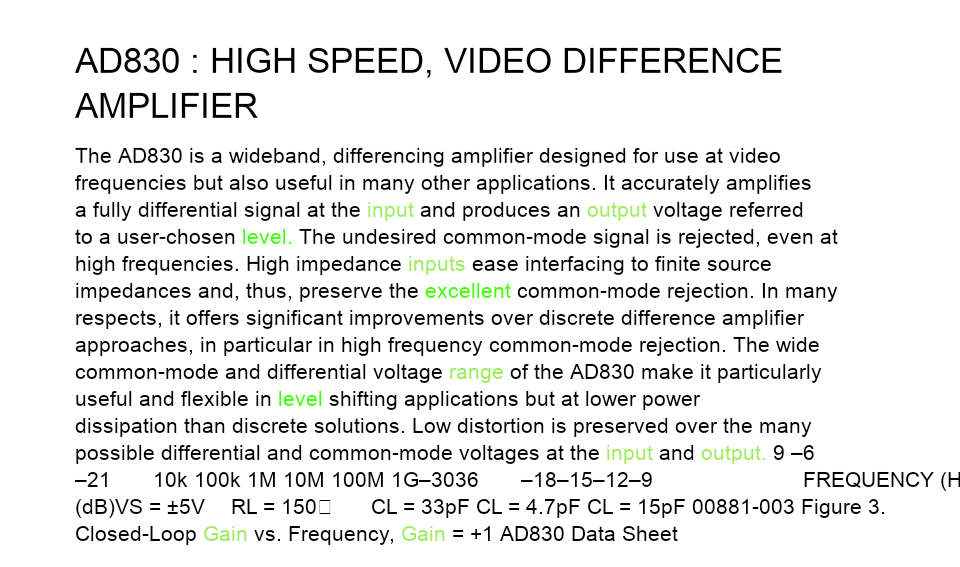 AD830 : HIGH SPEED, VIDEO DIFFERENCE
AMPLIFIER
The AD830 is a wideband, differencing amplifier designed for use at video
frequencies but also useful in many other applications. It accurately amplifies
a fully differential signal at the input and produces an output voltage referred
to a user-chosen level. The undesired common-mode signal is rejected, even at
high frequencies. High impedance inputs ease interfacing to finite source
impedances and, thus, preserve the excellent common-mode rejection. In many
respects, it offers significant improvements over discrete difference amplifier
approaches, in particular in high frequency common-mode rejection. The wide
common-mode and differential voltage range of the AD830 make it particularly
useful and flexible in level shifting applications but at lower power
dissipation than discrete solutions. Low distortion is preserved over the many
possible differential and common-mode voltages at the input and output. 9 –6
–21 10k 100k 1M 10M 100M 1G–3036 –18–15–12–9 FREQUENCY (H
(dB)VS = ±5V RL = 150□ CL = 33pF CL = 4.7pF CL = 15pF 00881-003 Figure 3.
Closed-Loop Gain vs. Frequency, Gain = +1 AD830 Data Sheet